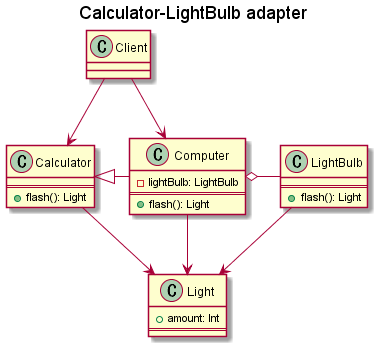 Calculator-LightBulb adapter
C Client
C Calculator
flash(): Light
C Computer
lightBulb: LightBulb
flash(): Light
C LightBulb
flash(): Light
C Light
amount: Int